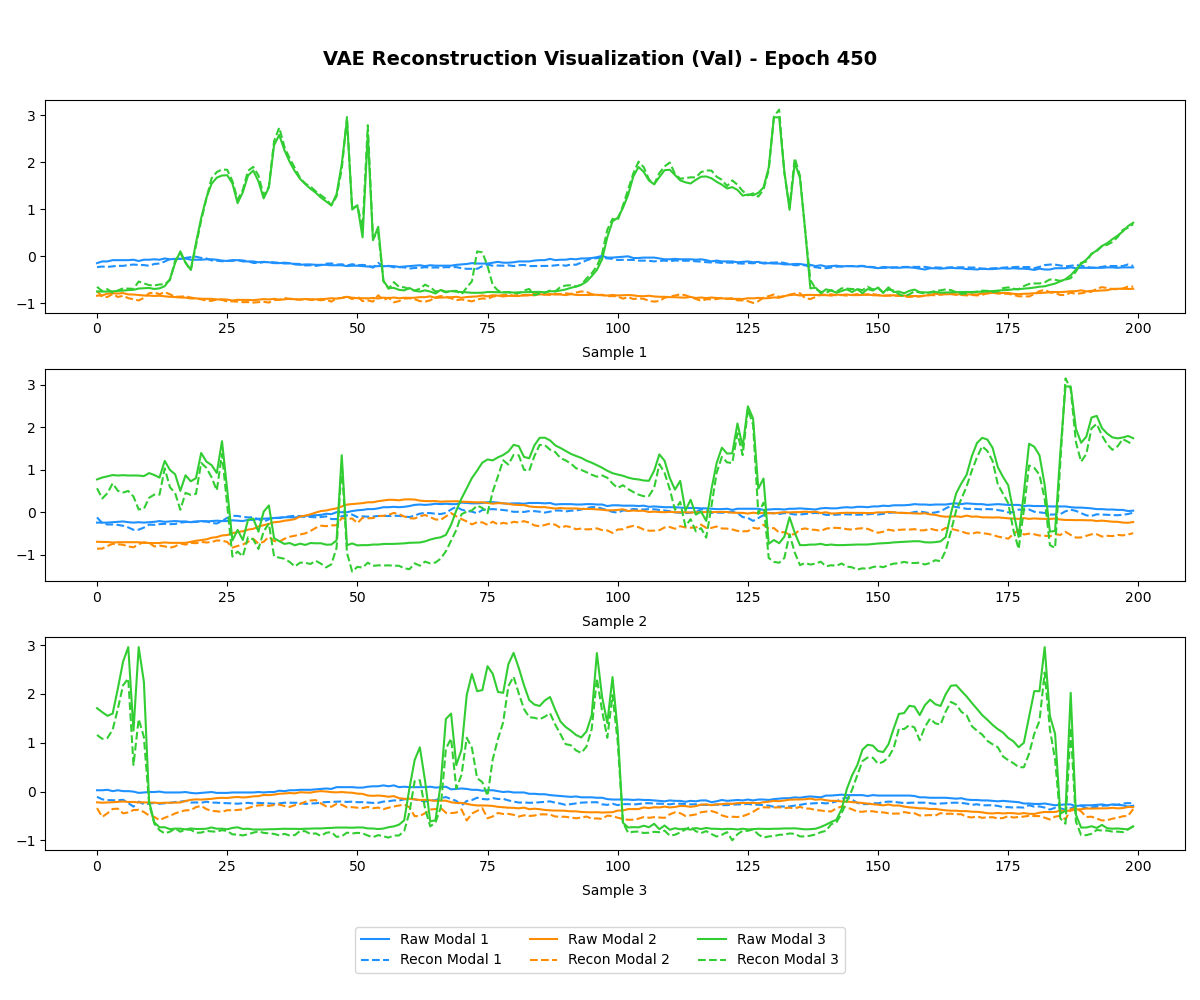 VAE Reconstruction Visualization (Val) - Epoch 450
3
2
1
0
−1
0 25 50 75 100 125 150 175 200
Sample 1
3
2
1
0
−1
0 25 50 75 100 125 150 175 200
Sample 2
3
2
1
0
−1
0 25 50 75 100 125 150 175 200
Sample 3
Raw Modal 1 Raw Modal 2 Raw Modal 3
Recon Modal 1 Recon Modal 2 Recon Modal 3